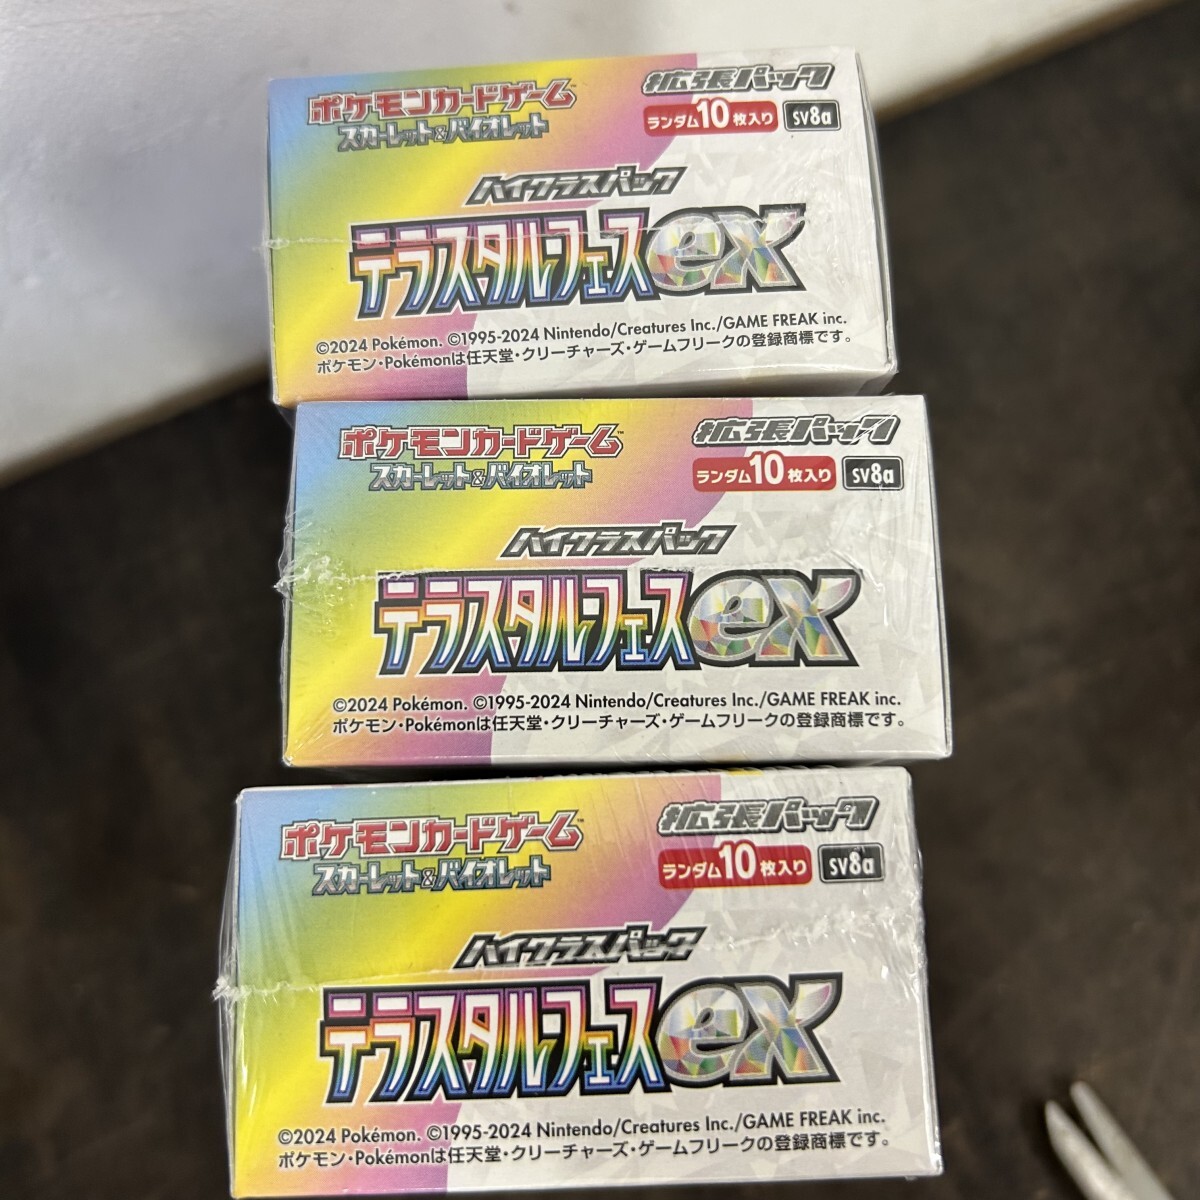 ポケモンカードゲーム™
スカーレット&バイオレット
拡張パック
ランダム10枚入り sv8a
ハイクラスパック
テラスタルフェスex
©2024 Pokémon. ©1995-2024 Nintendo/Creatures Inc./GAME FREAK inc.
ポケモン・Pokémonは任天堂・クリーチャーズ・ゲームフリークの登録商標です。
ポケモンカードゲーム™
スカーレット&バイオレット
拡張パック
ランダム10枚入り sv8a
ハイクラスパック
テラスタルフェスex
©2024 Pokémon. ©1995-2024 Nintendo/Creatures Inc./GAME FREAK inc.
ポケモン・Pokémonは任天堂・クリーチャーズ・ゲームフリークの登録商標です。
ポケモンカードゲーム™
スカーレット&バイオレット
拡張パック
ランダム10枚入り sv8a
ハイクラスパック
テラスタルフェスex
©2024 Pokémon. ©1995-2024 Nintendo/Creatures Inc./GAME FREAK inc.
ポケモン・Pokémonは任天堂・クリーチャーズ・ゲームフリークの登録商標です。